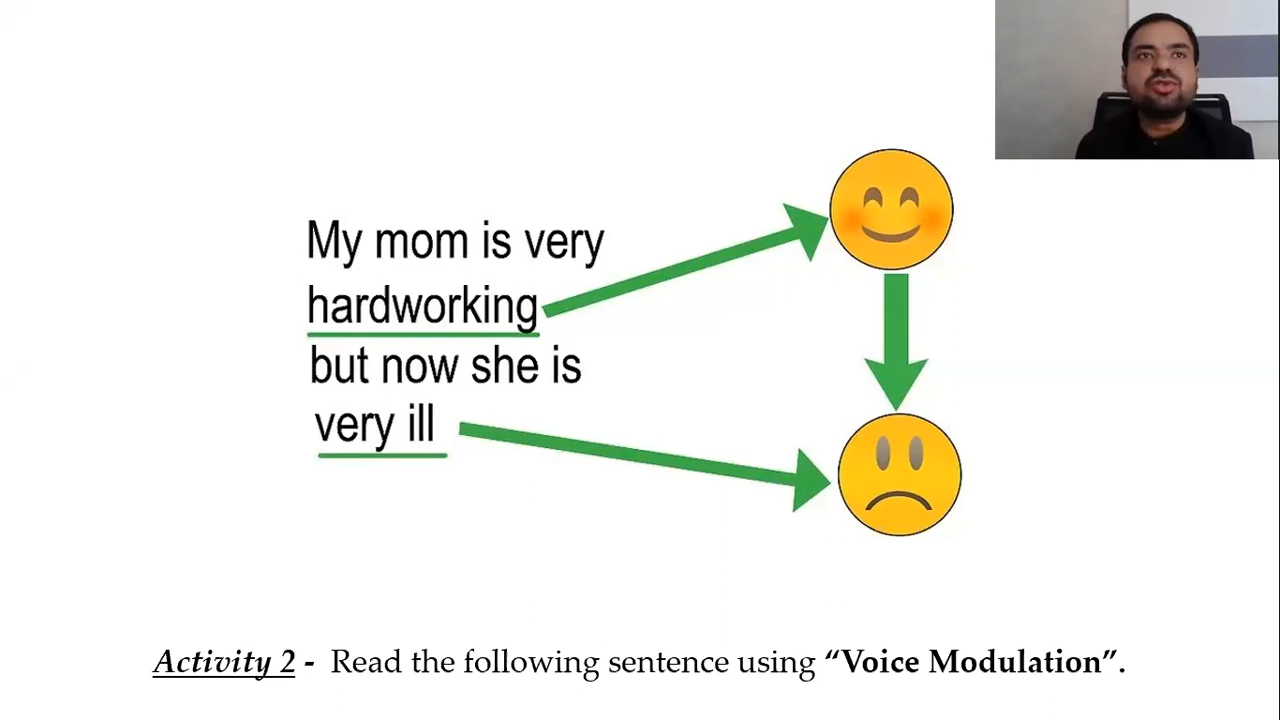 My mom is very
hardworking
but now she is
very ill
Activity 2 - Read the following sentence using “Voice Modulation”.